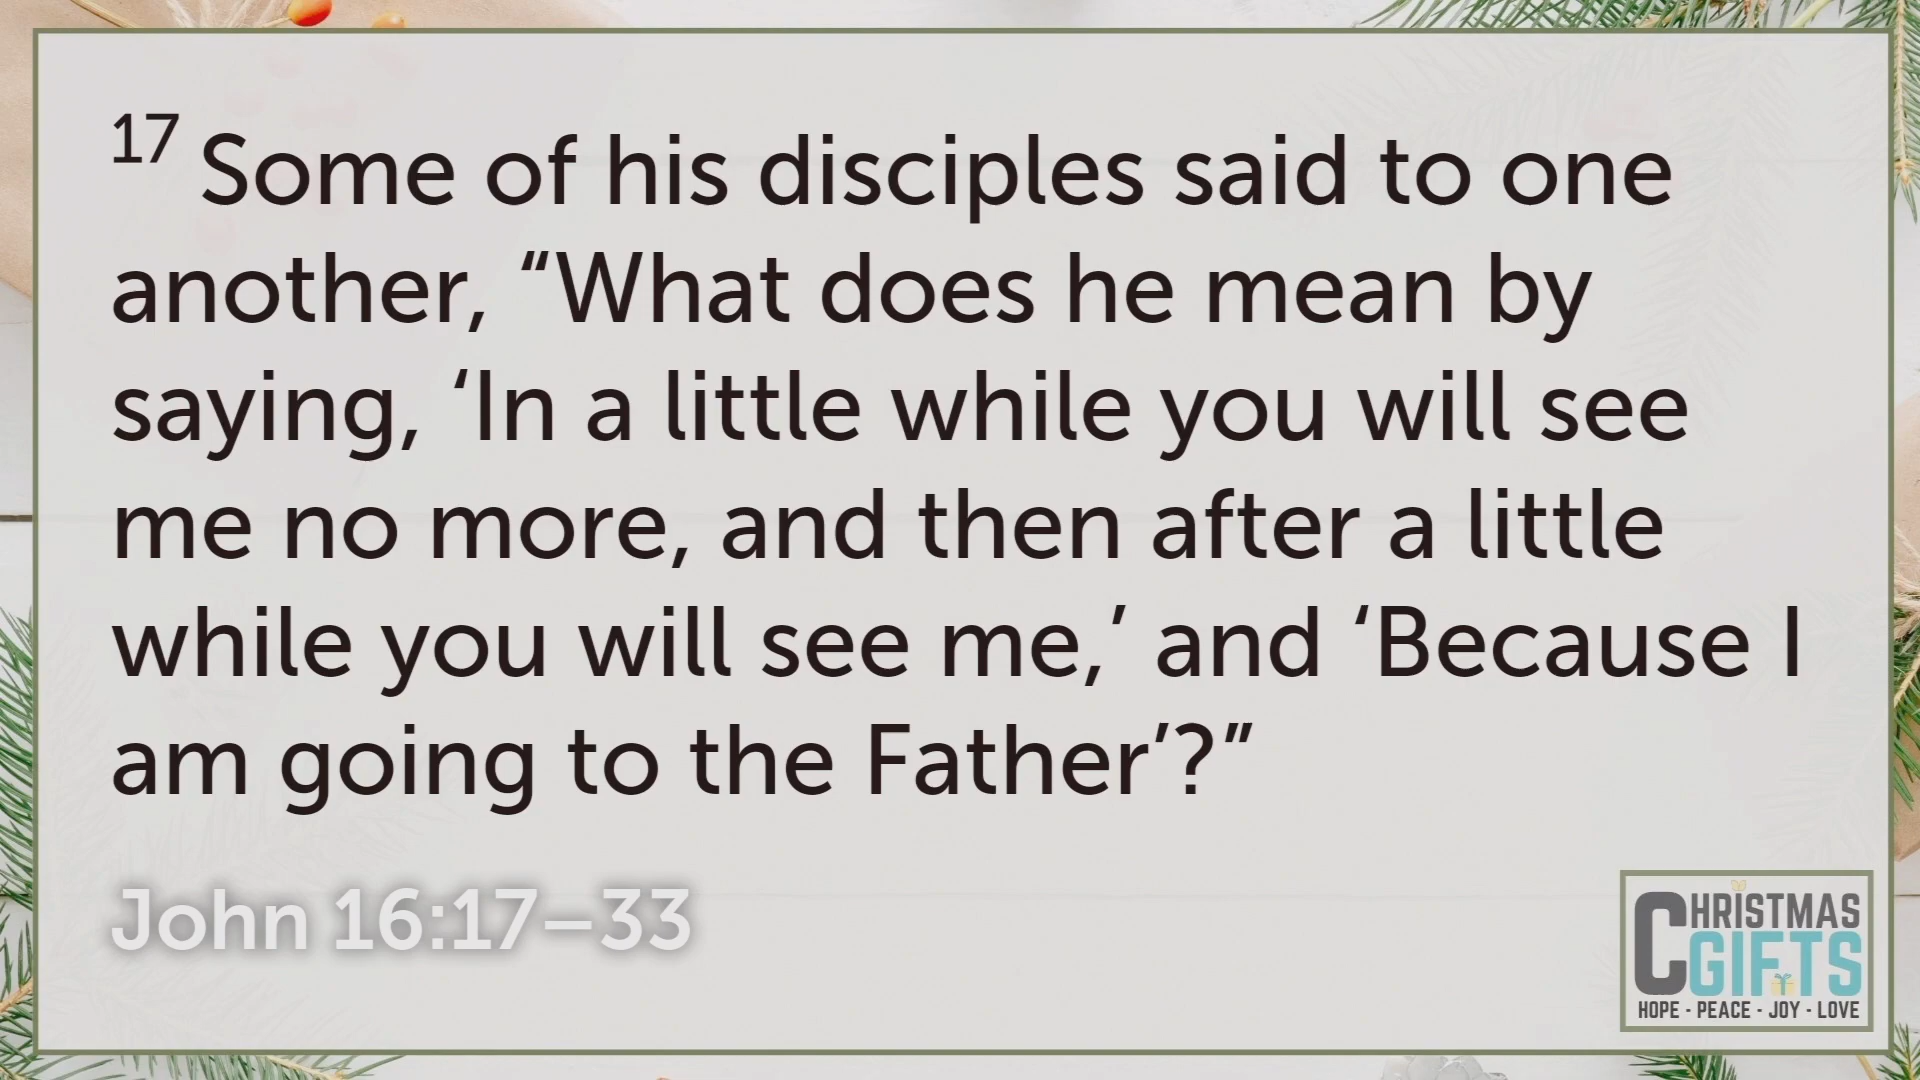 17 Some of his disciples said to one
another, “What does he mean by
saying, ‘In a little while you will see
me no more, and then after a little
while you will see me,’ and ‘Because I
am going to the Father’?”
John 16:17–33
CHRISTMAS
GIFTS
HOPE - PEACE - JOY - LOVE